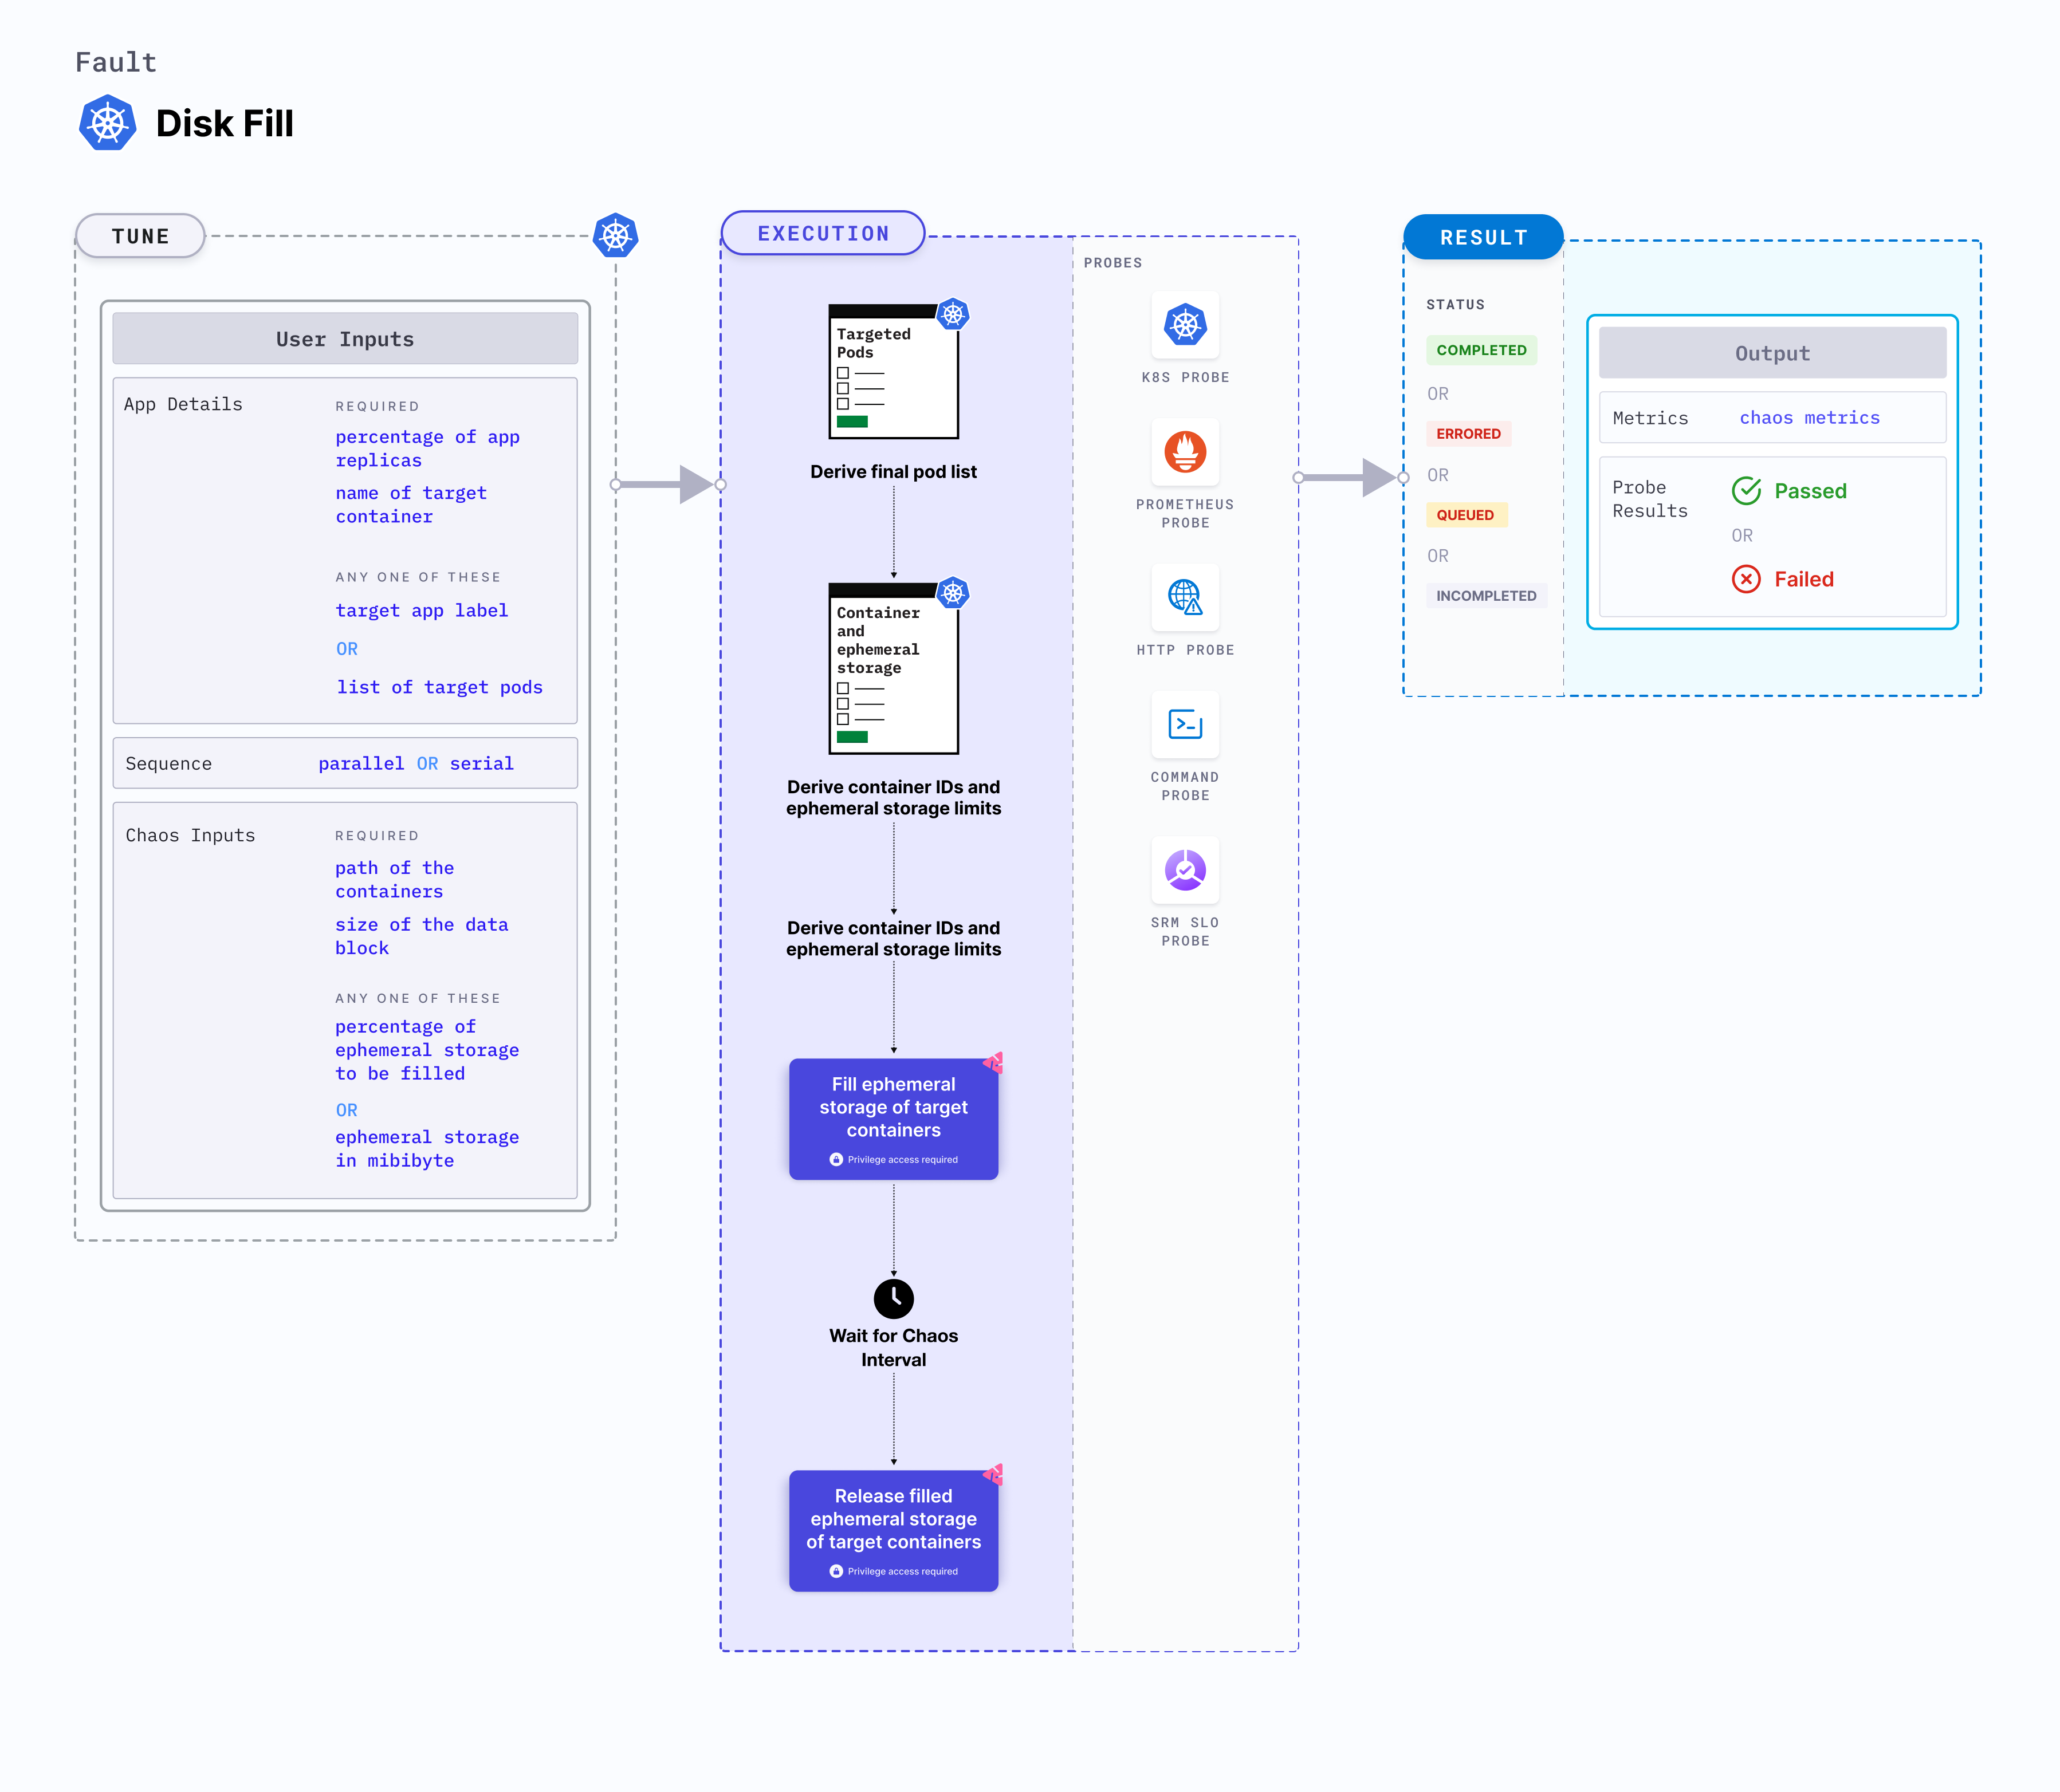 Fault
Disk Fill
TUNE
User Inputs
App Details
REQUIRED
percentage of app
replicas
name of target
container
ANY ONE OF THESE
target app label
OR
list of target pods
Sequence
parallel OR serial
Chaos Inputs
REQUIRED
path of the
containers
size of the data
block
ANY ONE OF THESE
percentage of
ephemeral storage
to be filled
OR
ephemeral storage
in mibibyte
EXECUTION
Targeted
Pods
Derive final pod list
Container
and
ephemeral
storage
Derive container IDs and
ephemeral storage limits
Derive container IDs and
ephemeral storage limits
Fill ephemeral
storage of target
containers
Privilege access required
Wait for Chaos
Interval
Release filled
ephemeral storage
of target containers
Privilege access required
PROBES
K8S PROBE
PROMETHEUS
PROBE
HTTP PROBE
COMMAND
PROBE
SRM SLO
PROBE
RESULT
STATUS
COMPLETED
OR
ERRORED
OR
QUEUED
OR
INCOMPLETED
Output
Metrics chaos metrics
Probe
Results
Passed
OR
Failed